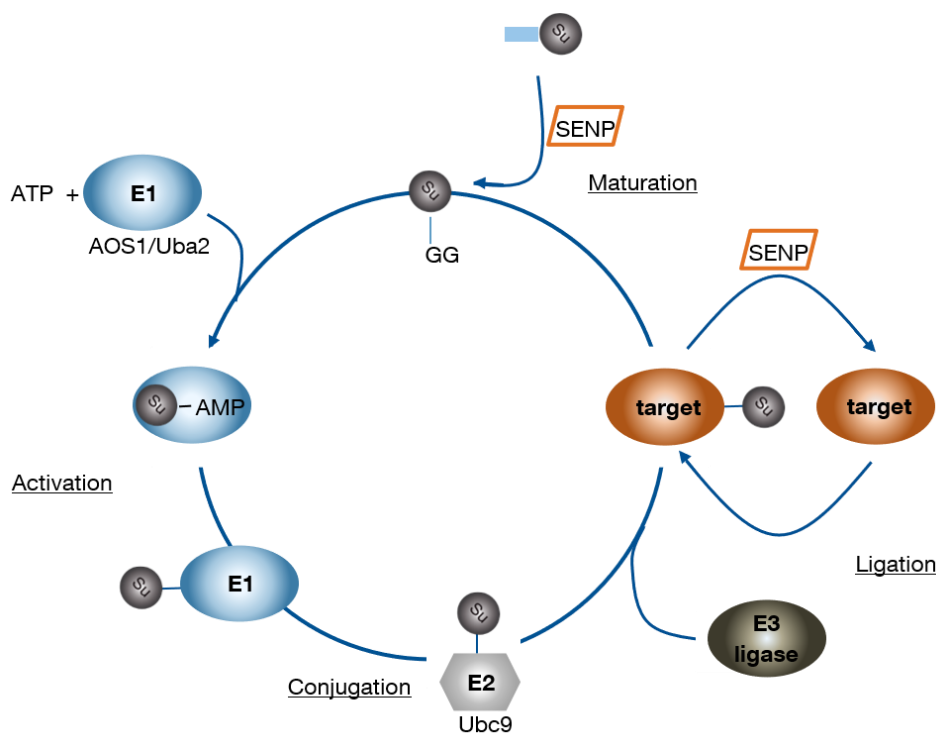 Su
SENP
Maturation
ATP + E1
AOS1/Uba2
Su
GG
SENP
Su – AMP
target
Su
target
Activation
Su
E1
Su
E2
Ubc9
Conjugation
Ligation
E3
ligase